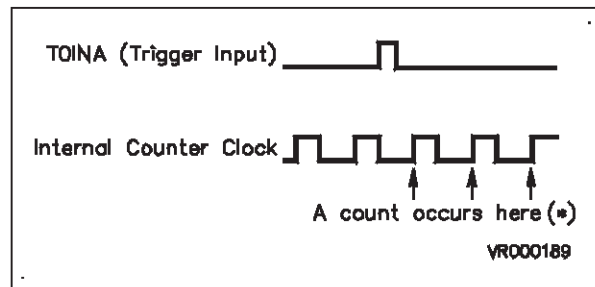 T0INA (Trigger Input)
Internal Counter Clock
A count occurs here (*)
VR000189